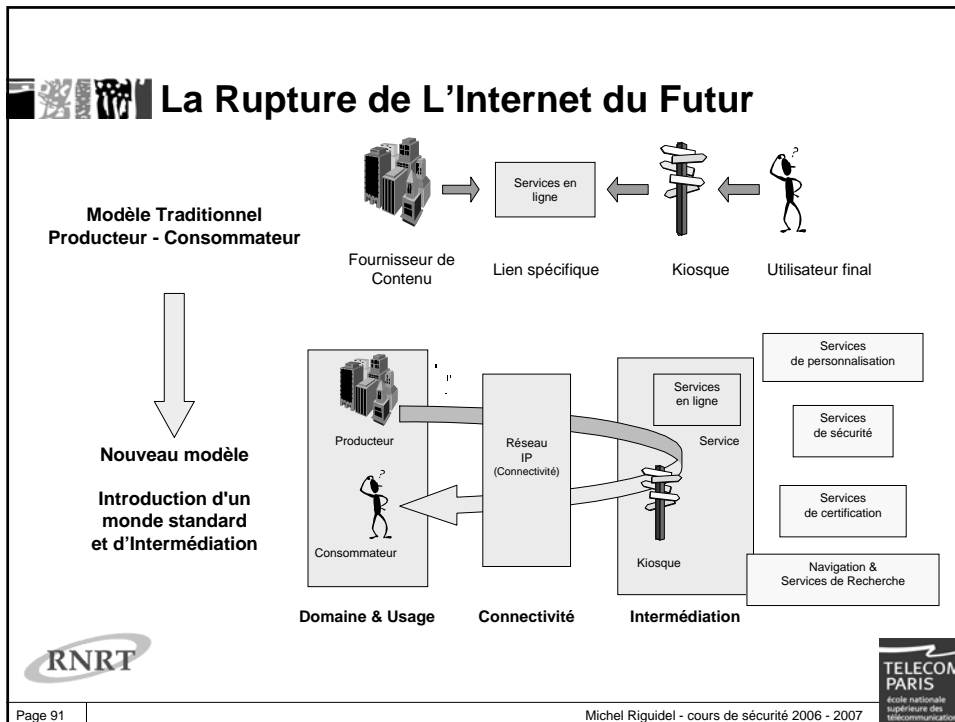 La Rupture de L'Internet du Futur
Modèle Traditionnel
Producteur - Consommateur
Services en
ligne
?
Fournisseur de
Contenu
Lien spécifique
Kiosque
Utilisateur final
Nouveau modèle
Introduction d'un
monde standard
et d'Intermédiation
Producteur
?
Consommateur
Domaine & Usage
Réseau
IP
(Connectivité)
Connectivité
Services
en ligne
Service
Kiosque
Intermédiation
Services
de personnalisation
Services
de sécurité
Services
de certification
Navigation &
Services de Recherche
RNRT
TELECOM
PARIS
école nationale
supérieure des
télécommunication
Page 91
Michel Riguidel - cours de sécurité 2006 - 2007